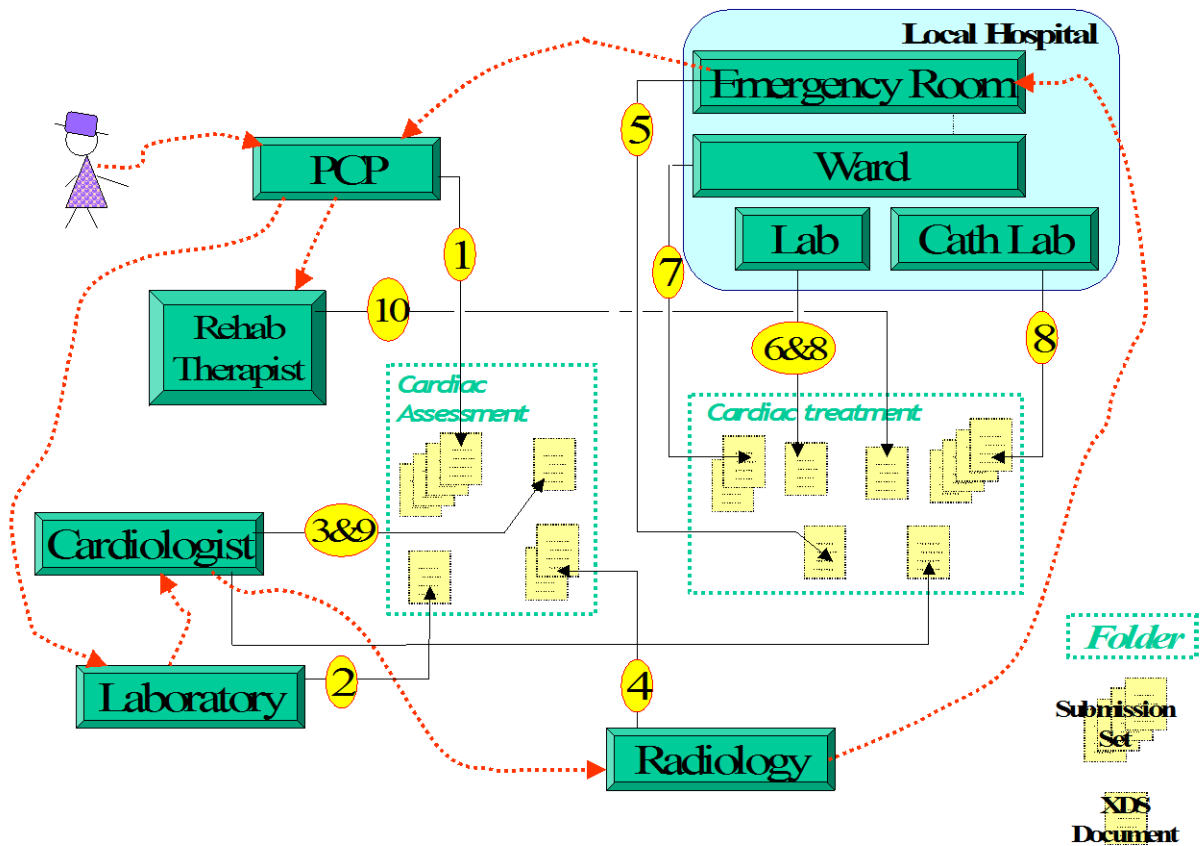 Local Hospital
Emergency Room
5
Ward
PCP
Lab
Cath Lab
1
7
10
Rehab
Therapist
6&8
8
Cardiac
Assessment
Cardiac treatment
3&9
Cardiologist
Folder
2
4
Laboratory
Submission
Set
Radiology
XDS
Document